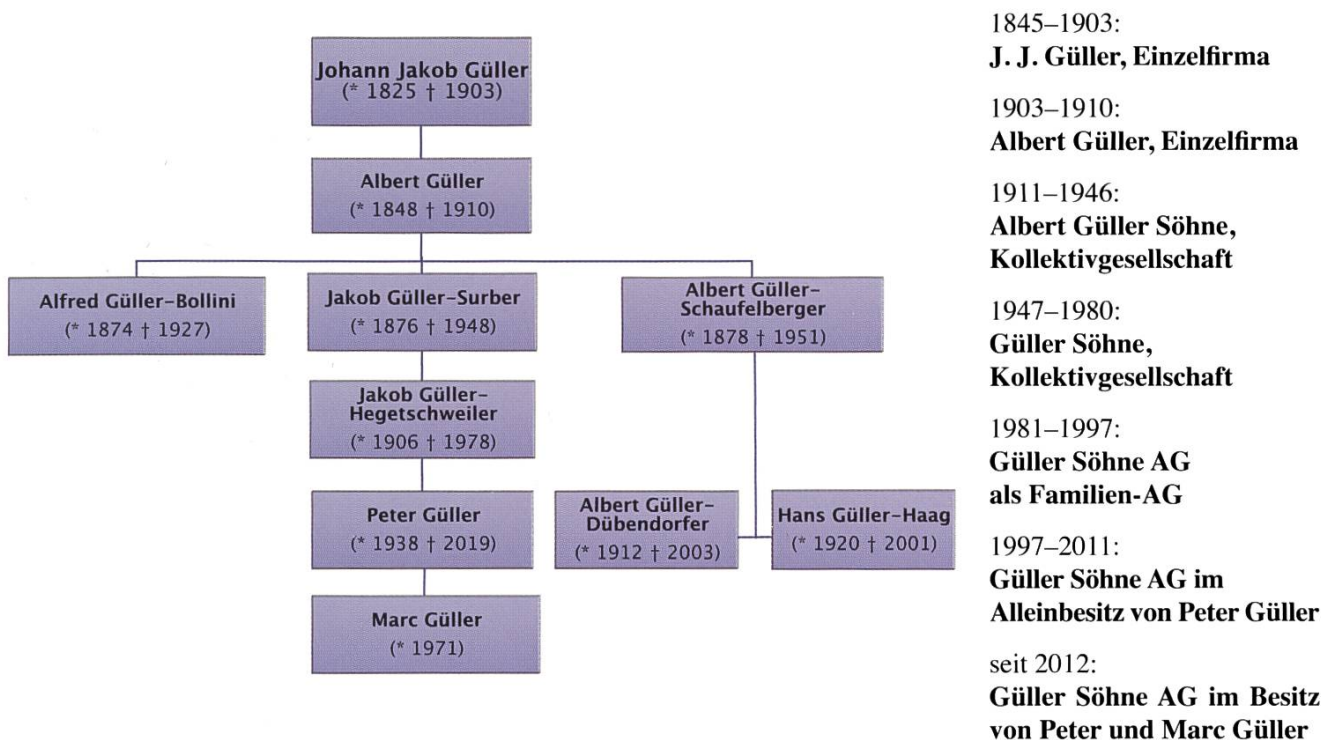 Johann Jakob Güller
(* 1825 † 1903)
Albert Güller
(* 1848 † 1910)
Alfred Güller-Bollini
(* 1874 † 1927)
Jakob Güller-Surber
(* 1876 † 1948)
Albert Güller-
Schaufelberger
(* 1878 † 1951)
Jakob Güller-
Hegetschweiler
(* 1906 † 1978)
Peter Güller
(* 1938 † 2019)
Albert Güller-
Dübendorfer
(* 1912 † 2003)
Hans Güller-Haag
(* 1920 † 2001)
Marc Güller
(* 1971)
1845–1903:
J. J. Güller, Einzelfirma
1903–1910:
Albert Güller, Einzelfirma
1911–1946:
Albert Güller Söhne,
Kollektivgesellschaft
1947–1980:
Güller Söhne,
Kollektivgesellschaft
1981–1997:
Güller Söhne AG
als Familien-AG
1997–2011:
Güller Söhne AG im
Alleinbesitz von Peter Güller
seit 2012:
Güller Söhne AG im Besitz
von Peter und Marc Güller